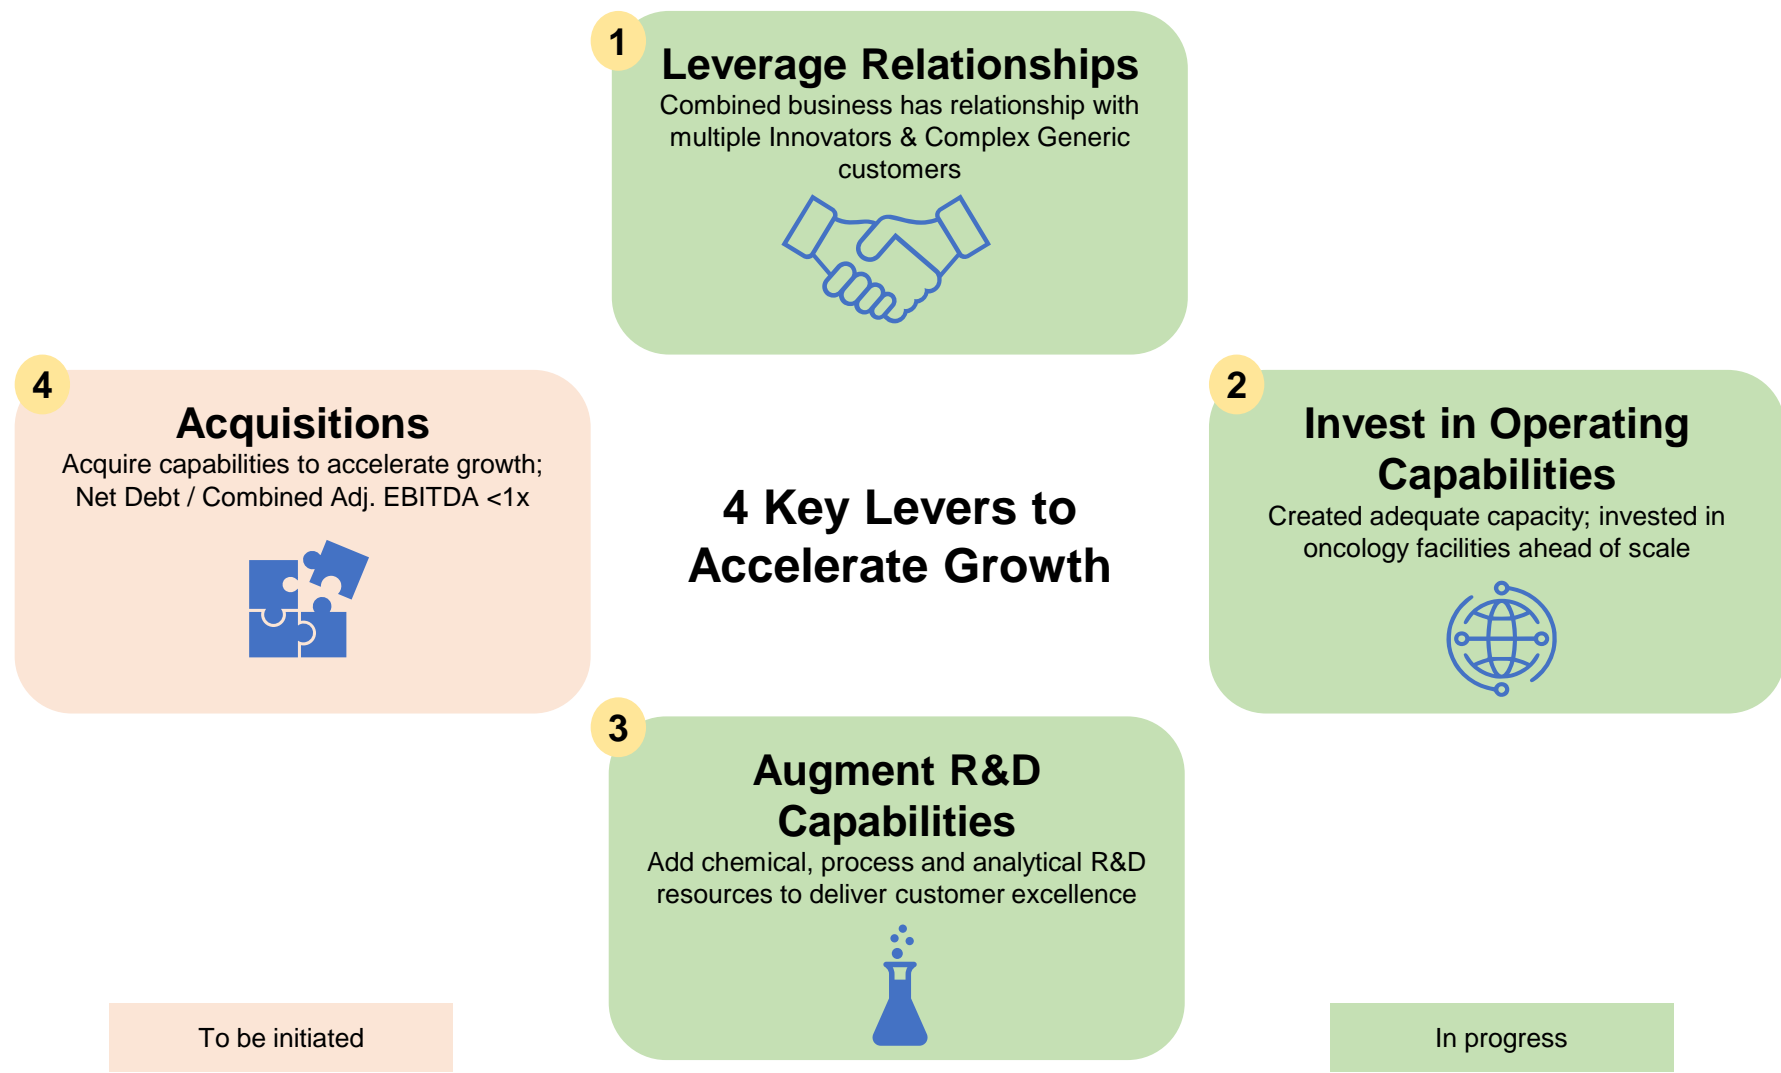 1
Leverage Relationships
Combined business has relationship with
multiple Innovators & Complex Generic
customers
4
Acquisitions
Acquire capabilities to accelerate growth;
Net Debt / Combined Adj. EBITDA <1x
4 Key Levers to
Accelerate Growth
2
Invest in Operating
Capabilities
Created adequate capacity; invested in
oncology facilities ahead of scale
3
Augment R&D
Capabilities
Add chemical, process and analytical R&D
resources to deliver customer excellence
To be initiated
In progress